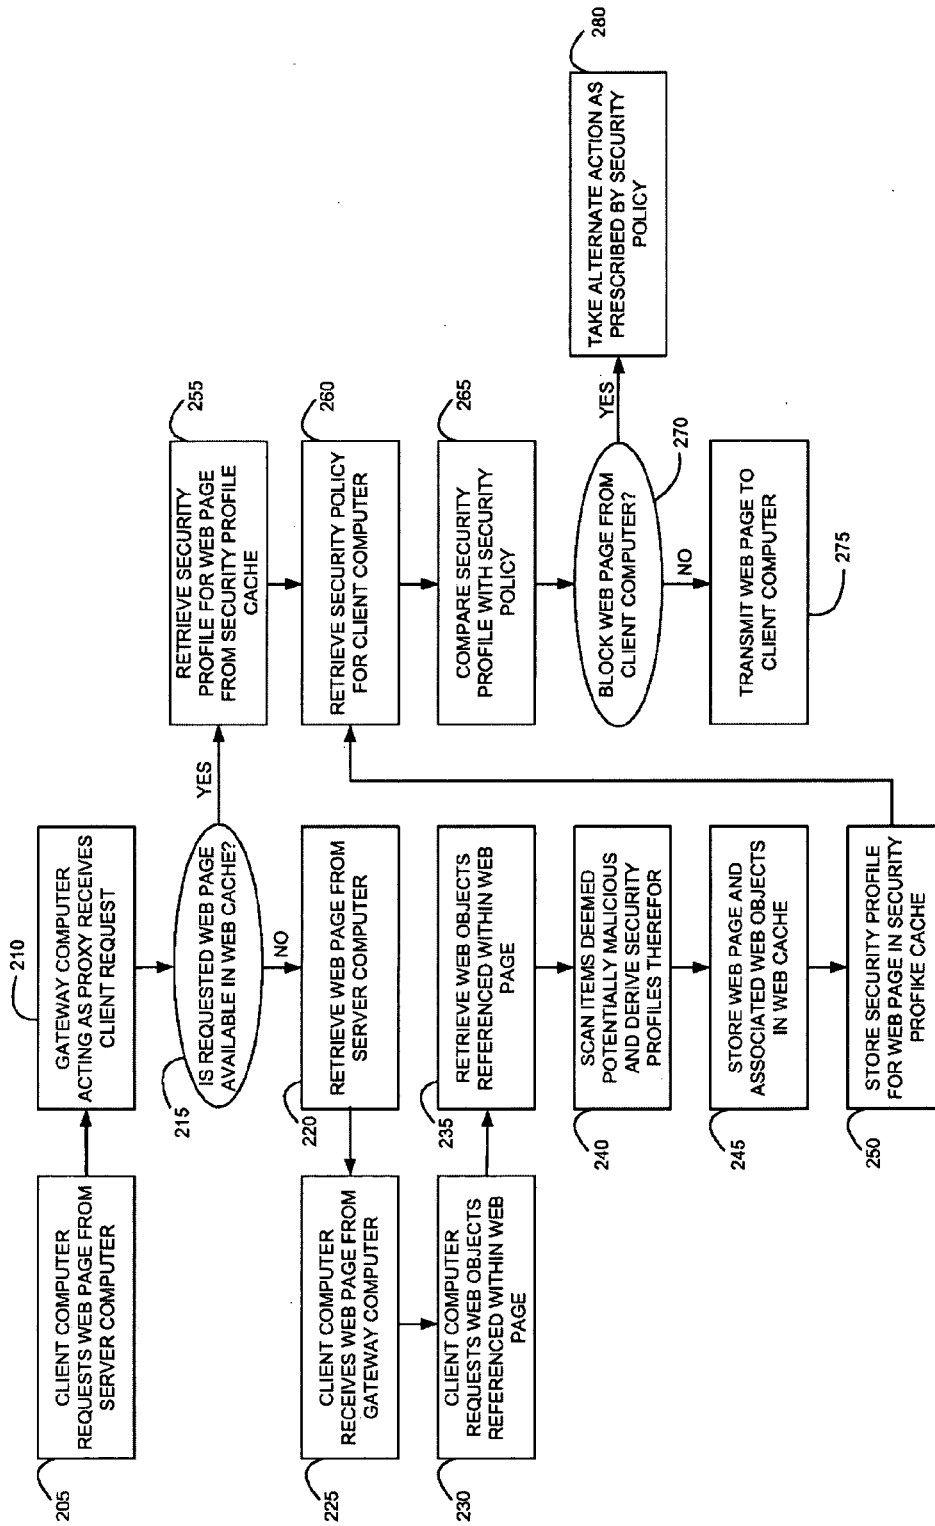 205
CLIENT COMPUTER
REQUESTS WEB PAGE FROM
SERVER COMPUTER
210
GATEWAY COMPUTER
ACTING AS PROXY RECEIVES
CLIENT REQUEST
215
IS REQUESTED WEB PAGE
AVAILABLE IN WEB CACHE?
YES
NO
220
RETRIEVE WEB PAGE FROM
SERVER COMPUTER
225
CLIENT COMPUTER
RECEIVES WEB PAGE FROM
GATEWAY COMPUTER
230
CLIENT COMPUTER
REQUESTS WEB OBJECTS
REFERENCED WITHIN WEB
PAGE
235
RETRIEVE WEB OBJECTS
REFERENCED WITHIN WEB
PAGE
240
SCAN ITEMS DEEMED
POTENTIALLY MALICIOUS
AND DERIVE SECURITY
PROFILES THEREFOR
245
STORE WEB PAGE AND
ASSOCIATED WEB OBJECTS
IN WEB CACHE
250
STORE SECURITY PROFILE
FOR WEB PAGE IN SECURITY
PROFIKE CACHE
255
RETRIEVE SECURITY
PROFILE FOR WEB PAGE
FROM SECURITY PROFILE
CACHE
260
RETRIEVE SECURITY POLICY
FOR CLIENT COMPUTER
265
COMPARE SECURITY
PROFILE WITH SECURITY
POLICY
270
BLOCK WEB PAGE FROM
CLIENT COMPUTER?
YES
NO
275
TRANSMIT WEB PAGE TO
CLIENT COMPUTER
280
TAKE ALTERNATE ACTION AS
PRESCRIBED BY SECURITY
POLICY